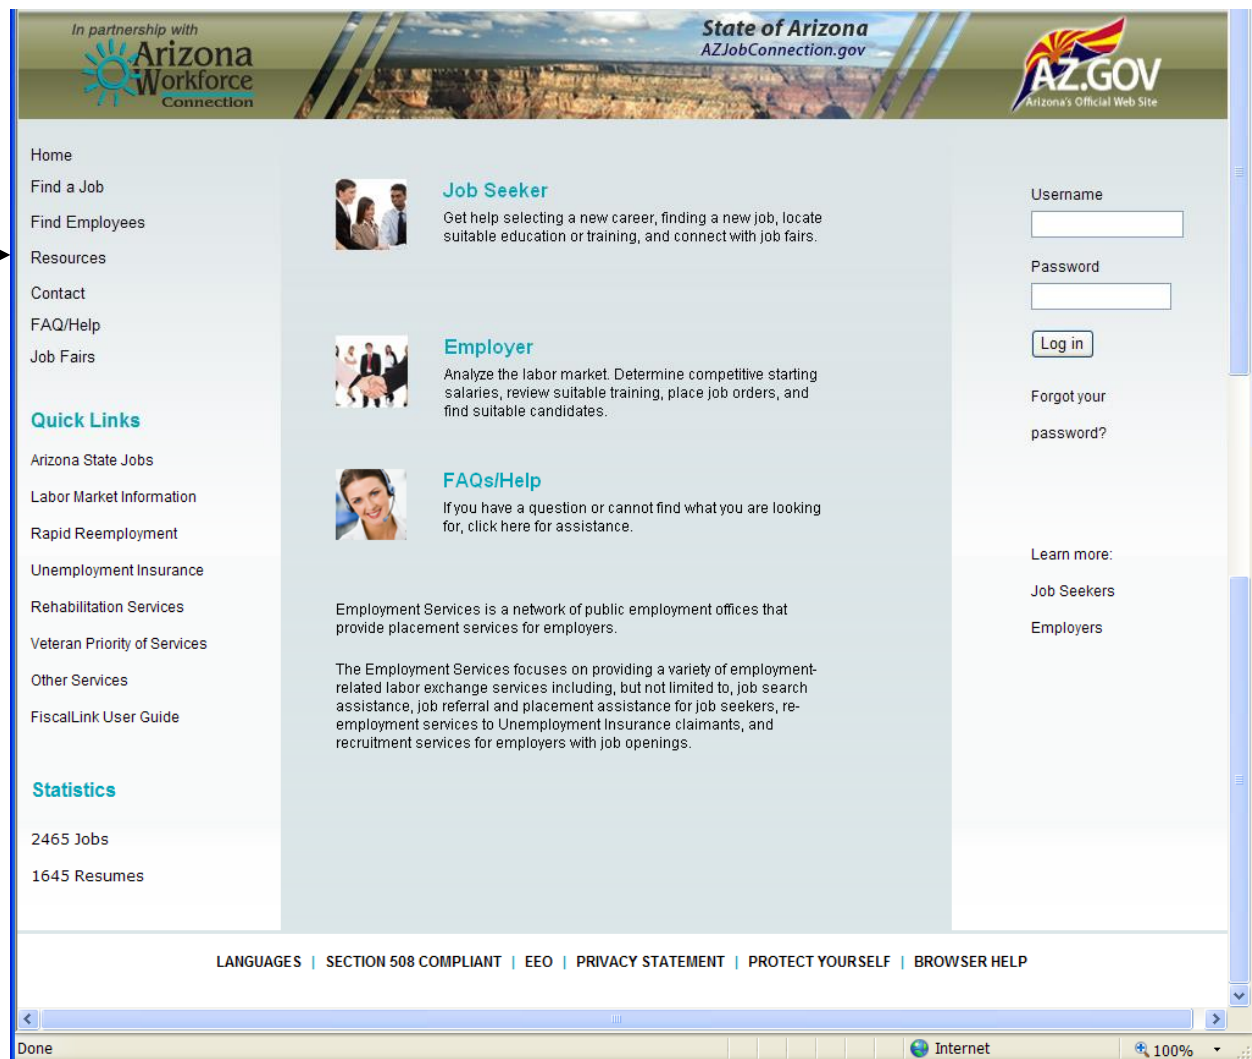 In partnership with
Arizona
Workforce
Connection
State of Arizona
AZJobConnection.gov
AZ.GOV
Arizona's Official Web Site
Home
Find a Job
Find Employees
Resources
Contact
FAQ/Help
Job Fairs
Quick Links
Arizona State Jobs
Labor Market Information
Rapid Reemployment
Unemployment Insurance
Rehabilitation Services
Veteran Priority of Services
Other Services
FiscalLink User Guide
Statistics
2465 Jobs
1645 Resumes
Job Seeker
Get help selecting a new career, finding a new job, locate
suitable education or training, and connect with job fairs.
Employer
Analyze the labor market. Determine competitive starting
salaries, review suitable training, place job orders, and
find suitable candidates.
FAQs/Help
If you have a question or cannot find what you are looking
for, click here for assistance.
Employment Services is a network of public employment offices that
provide placement services for employers.
The Employment Services focuses on providing a variety of employment-
related labor exchange services including, but not limited to, job search
assistance, job referral and placement assistance for job seekers, re-
employment services to Unemployment Insurance claimants, and
recruitment services for employers with job openings.
Username
Password
Log in
Forgot your
password?
Learn more:
Job Seekers
Employers
LANGUAGES | SECTION 508 COMPLIANT | EEO | PRIVACY STATEMENT | PROTECT YOURSELF | BROWSER HELP
Done
Internet
100%